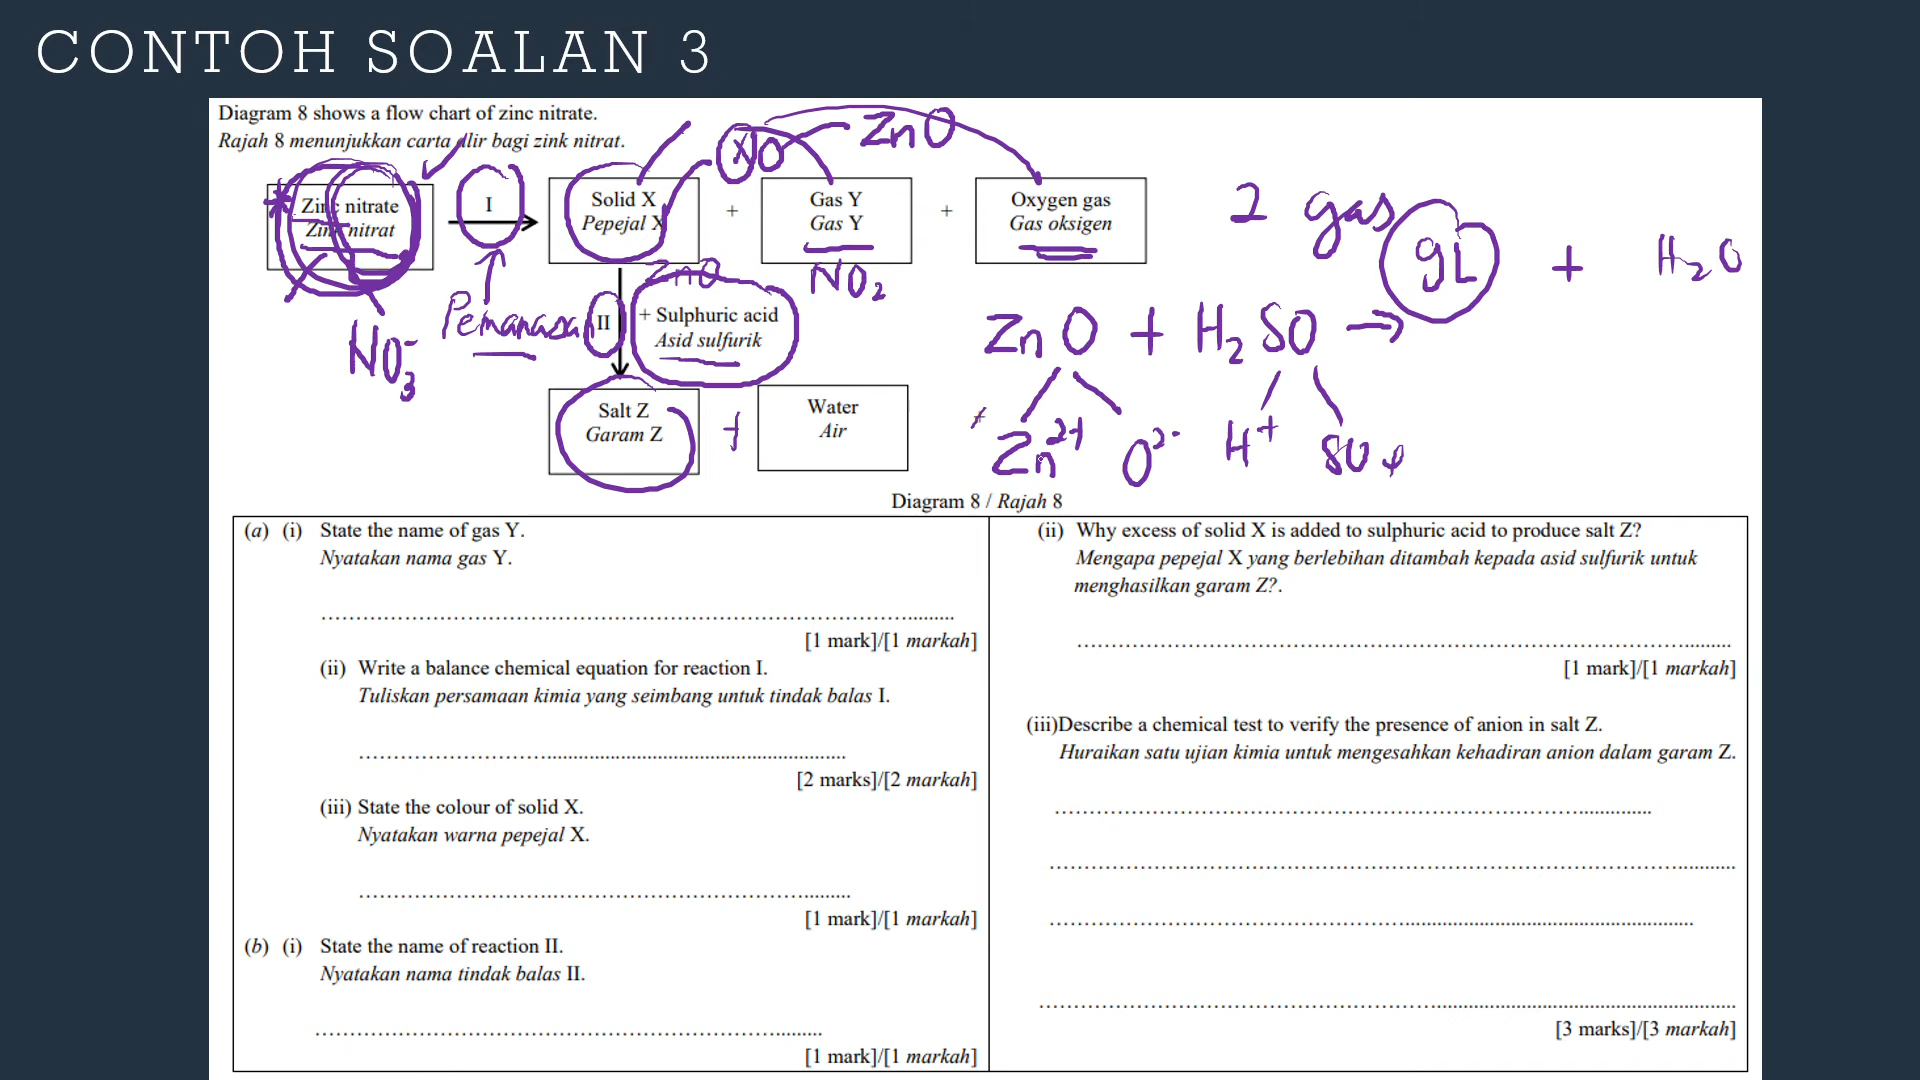 CONTOH SOALAN 3
Diagram 8 shows a flow chart of zinc nitrate.
Rajah 8 menunjukkan carta alir bagi zink nitrat.
XO ZnO
Zinc nitrate
Zink nitrat
I
Solid X
Pepejal X
+
Gas Y
Gas Y
+
Oxygen gas
Gas oksigen
2 gas
NO3-
Pemanasan
ZnO
NO2
II
+ Sulphuric acid
Asid sulfurik
gL + H2O
ZnO + H2SO →
Salt Z
Garam Z
+
Water
Air
Zn2+ O2- H+ SO4
Diagram 8 / Rajah 8
(a) (i) State the name of gas Y.
Nyatakan nama gas Y.
[1 mark]/[1 markah]
(ii) Write a balance chemical equation for reaction I.
Tuliskan persamaan kimia yang seimbang untuk tindak balas I.
[2 marks]/[2 markah]
(iii) State the colour of solid X.
Nyatakan warna pepejal X.
[1 mark]/[1 markah]
(b) (i) State the name of reaction II.
Nyatakan nama tindak balas II.
[1 mark]/[1 markah]
(ii) Why excess of solid X is added to sulphuric acid to produce salt Z?
Mengapa pepejal X yang berlebihan ditambah kepada asid sulfurik untuk
menghasilkan garam Z?.
[1 mark]/[1 markah]
(iii)Describe a chemical test to verify the presence of anion in salt Z.
Huraikan satu ujian kimia untuk mengesahkan kehadiran anion dalam garam Z.
[3 marks]/[3 markah]